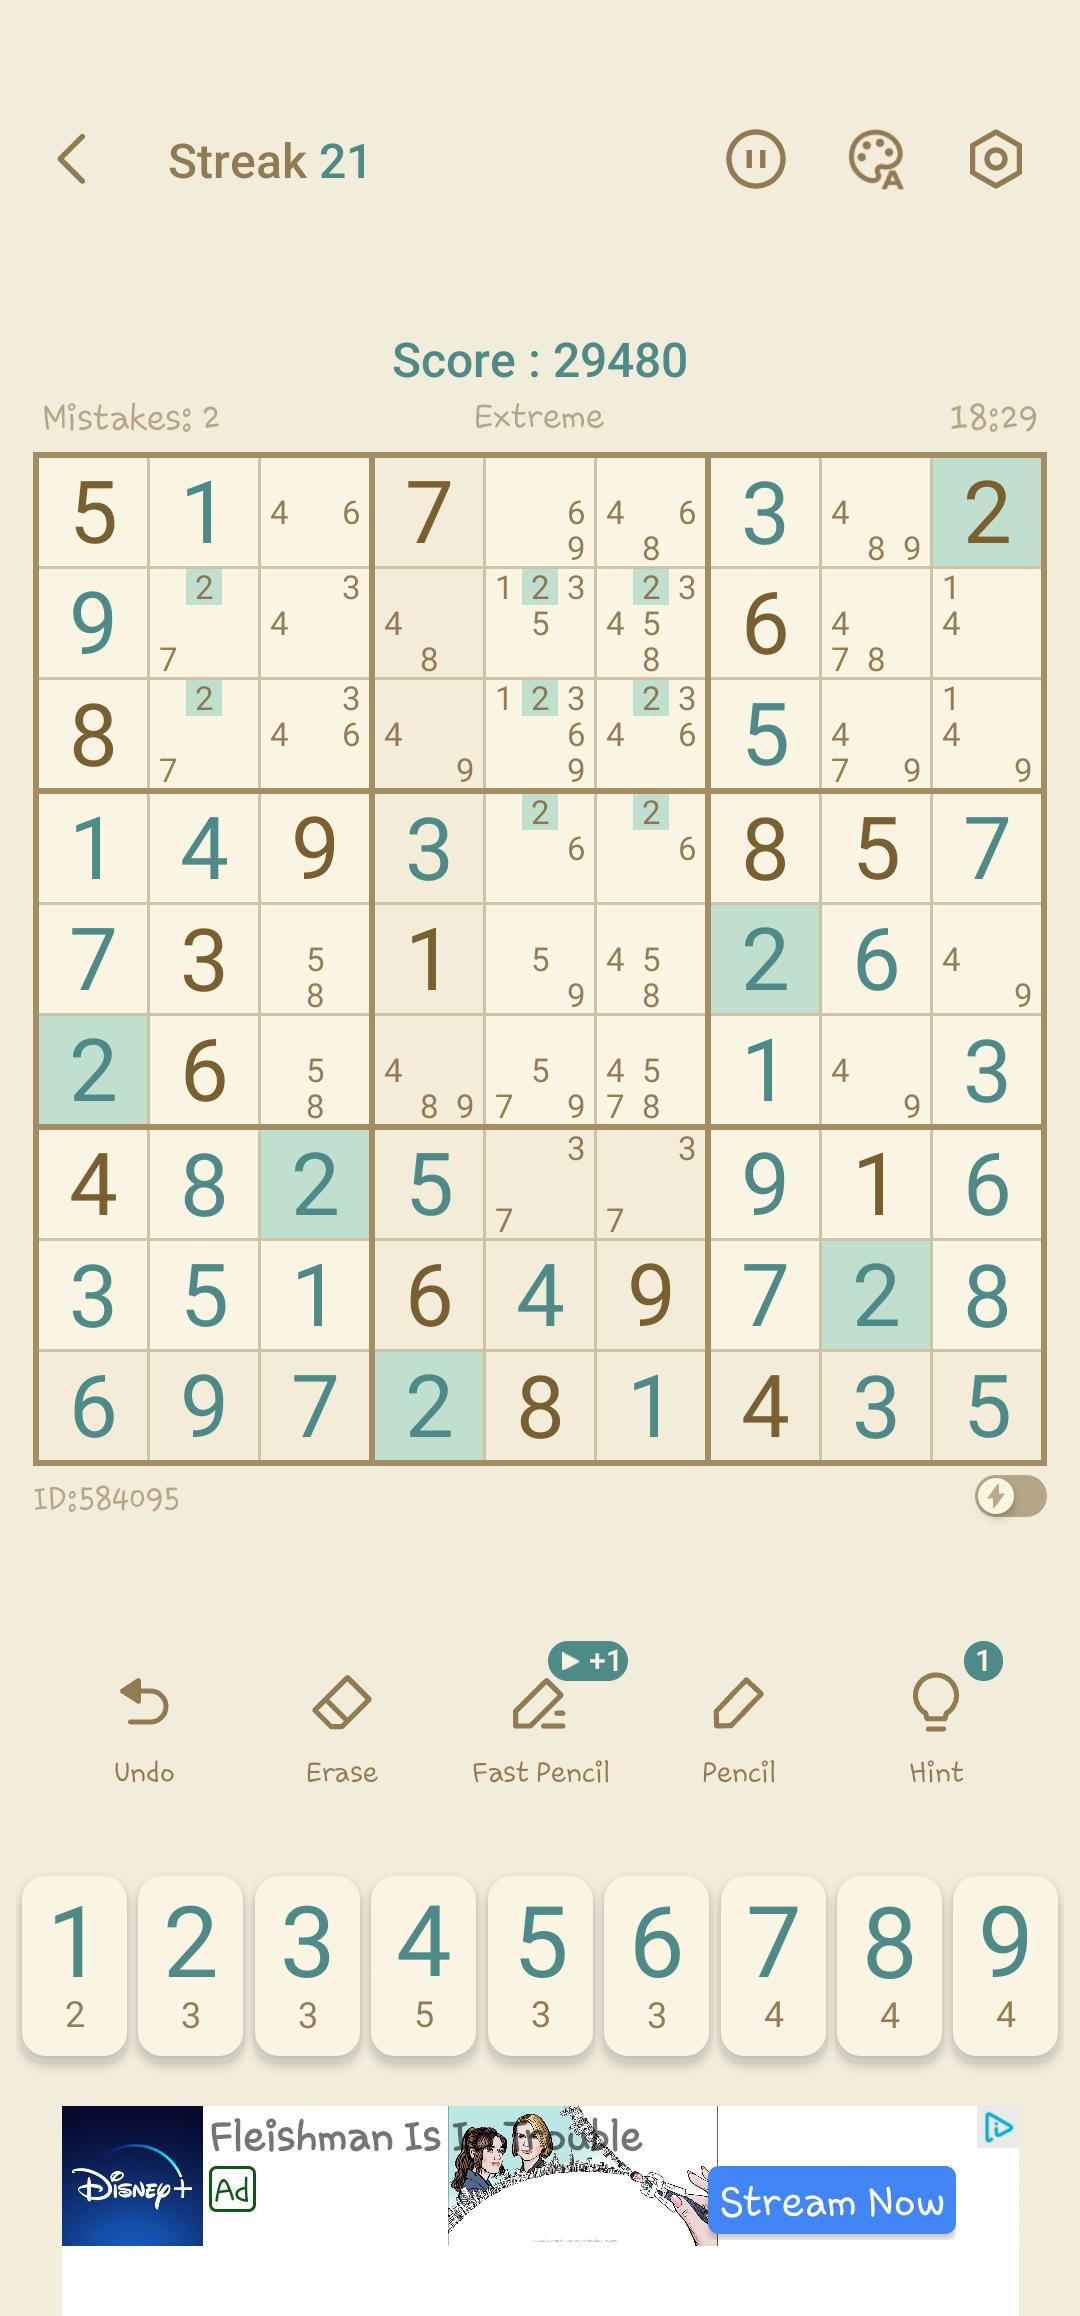 Streak 21
Score : 29480
Mistakes: 2 Extreme 18:29
5 1 4 6 7 6 9 4 6 8 3 4 8 9 2
9 2 7 3 4 4 8 1 2 3 5 2 3 4 5 8 6 4 7 8 1 4
8 2 7 3 4 6 4 9 1 2 3 6 9 2 3 4 6 5 4 7 9 1 4 9
1 4 9 3 2 6 2 6 8 5 7
7 3 5 8 1 5 9 4 5 8 2 6 4 9
2 6 5 8 4 8 9 5 7 9 4 5 7 8 1 4 9 3
4 8 2 5 3 7 3 7 9 1 6
3 5 1 6 4 9 7 2 8
6 9 7 2 8 1 4 3 5
ID:584095
+1 1
Undo Erase Fast Pencil Pencil Hint
1 2 3 4 5 6 7 8 9
2 3 3 5 3 3 4 4 4
Fleishman Is In Trouble
Disney+ Ad
Stream Now